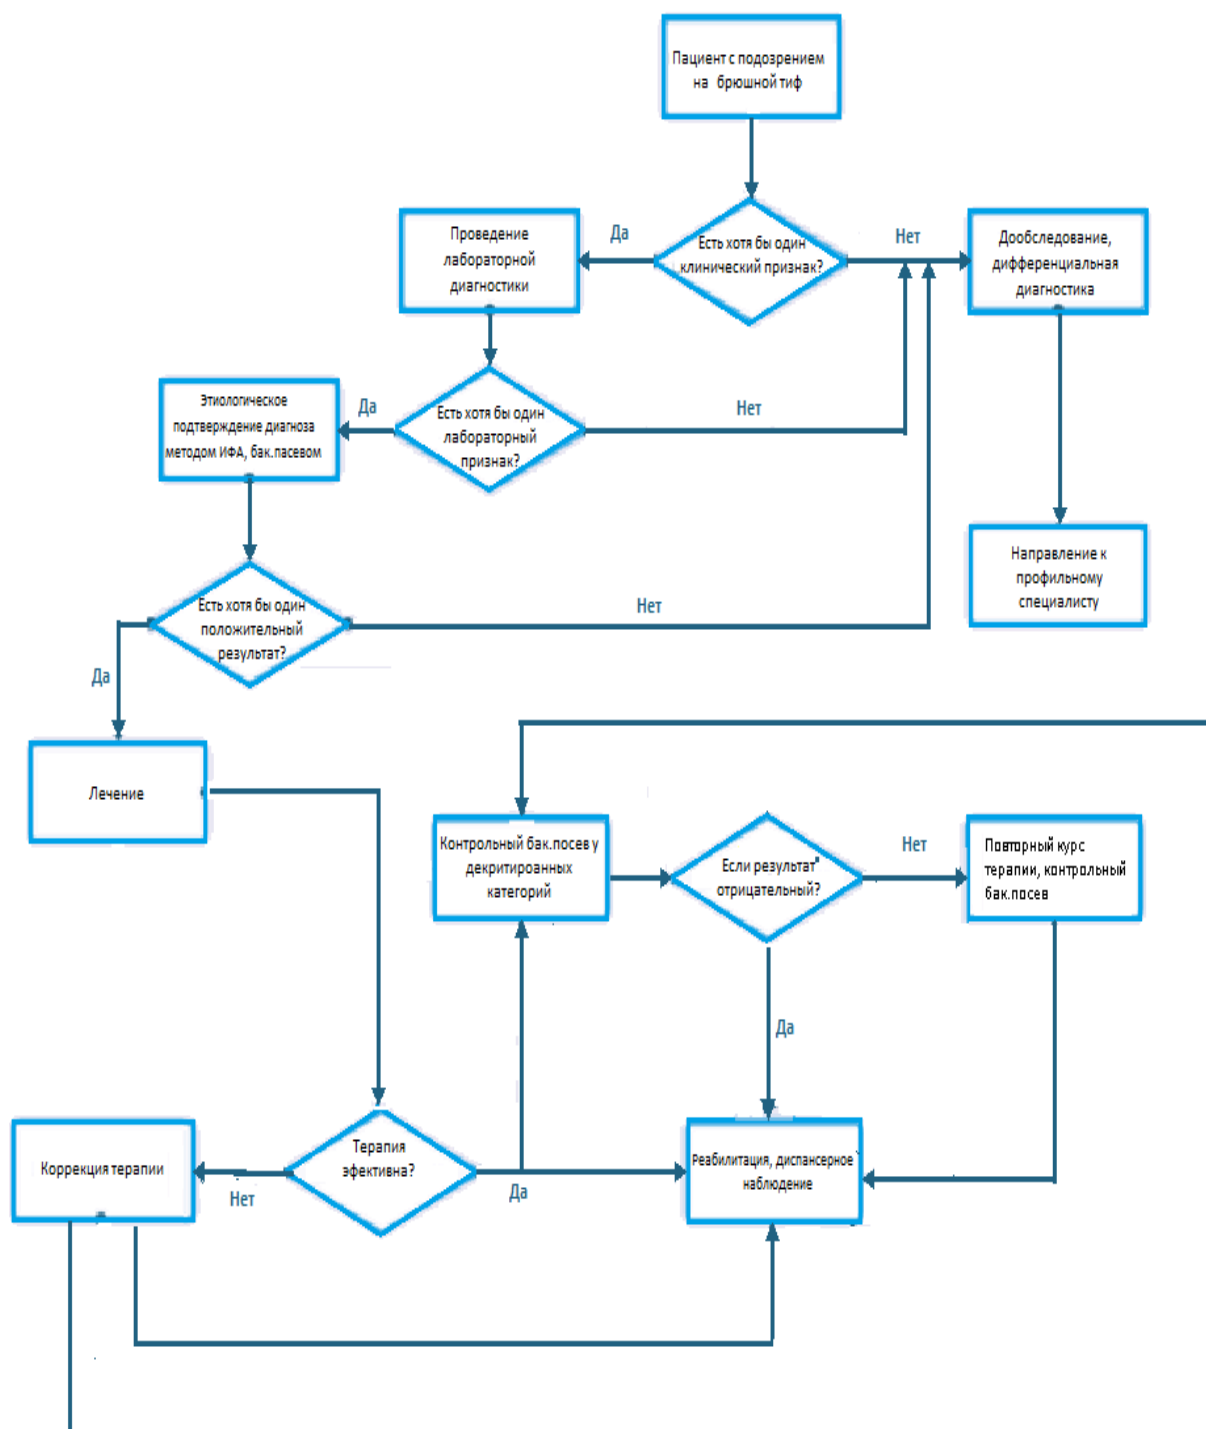 Пациент с подозрением
на брюшной тиф
Есть хотя бы один
клинический признак?
Да
Нет
Проведение
лабораторной
диагностики
Дообследование,
дифференциальная
диагностика
Есть хотя бы один
лабораторный
признак?
Да
Нет
Этиологическое
подтверждение диагноза
методом ИФА, бак.пасевом
Направление к
профильному
специалисту
Есть хотя бы один
положительный
результат?
Нет
Да
Лечение
Контрольный бак.посев у
декритироанных
категорий
Если результат
отрицательный?
Нет
Повторный курс
терапии, контрольный
бак.посев
Да
Терапия
эфективна?
Нет
Да
Коррекция терапии
Реабилитация, диспансерное
наблюдение